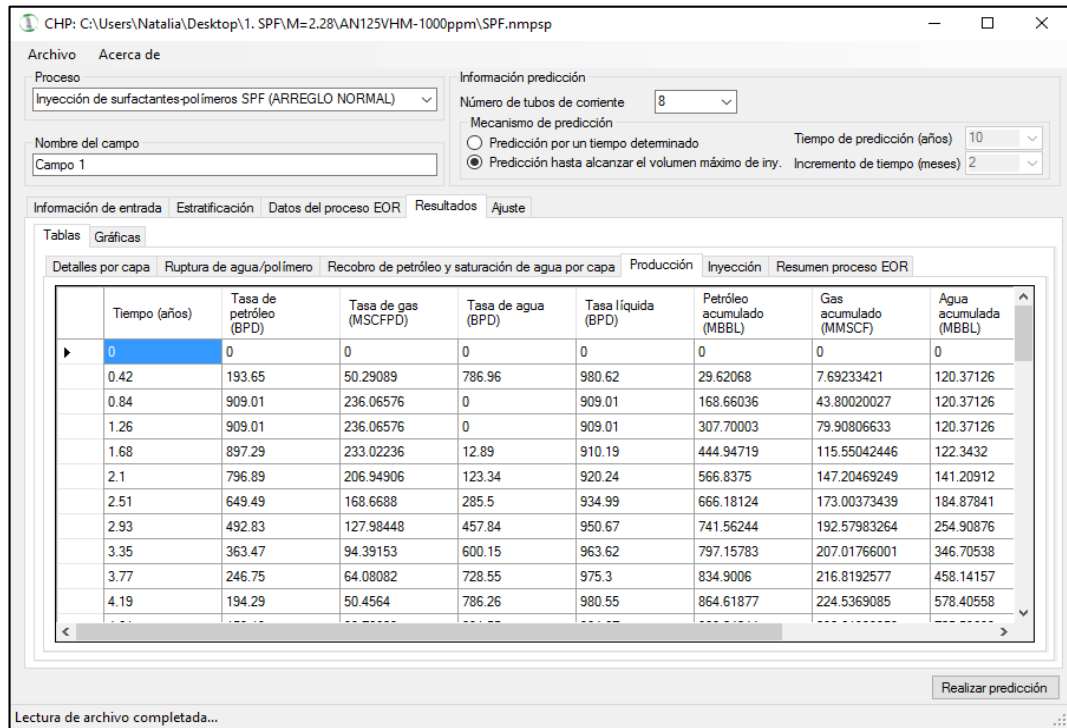 CHP: C:\Users\Natalia\Desktop\1. SPF\M=2.28\AN125VHM-1000ppm\SPF.nmpsp
Archivo Acerca de
Proceso
Inyección de surfactantes-polímeros SPF (ARREGLO NORMAL)
Nombre del campo
Campo 1
Información predicción
Número de tubos de corriente 8
Mecanismo de predicción
Predicción por un tiempo determinado
Predicción hasta alcanzar el volumen máximo de iny.
Tiempo de predicción (años) 10
Incremento de tiempo (meses) 2
Información de entrada Estratificación Datos del proceso EOR Resultados Ajuste
Tablas Gráficas
Detalles por capa Ruptura de agua/polímero Recobro de petróleo y saturación de agua por capa Producción Inyección Resumen proceso EOR
Tiempo (años) Tasa de petróleo (BPD) Tasa de gas (MSCFPD) Tasa de agua (BPD) Tasa líquida (BPD) Petróleo acumulado (MBBL) Gas acumulado (MMSCF) Agua acumulada (MBBL)
0 0 0 0 0 0 0 0
0.42 193.65 50.29089 786.96 980.62 29.62068 7.69233421 120.37126
0.84 909.01 236.06576 0 909.01 168.66036 43.80020027 120.37126
1.26 909.01 236.06576 0 909.01 307.70003 79.90806633 120.37126
1.68 897.29 233.02236 12.89 910.19 444.94719 115.55042446 122.3432
2.1 796.89 206.94906 123.34 920.24 566.8375 147.20469249 141.20912
2.51 649.49 168.6688 285.5 934.99 666.18124 173.00373439 184.87841
2.93 492.83 127.98448 457.84 950.67 741.56244 192.57983264 254.90876
3.35 363.47 94.39153 600.15 963.62 797.15783 207.01766001 346.70538
3.77 246.75 64.08082 728.55 975.3 834.9006 216.8192577 458.14157
4.19 194.29 50.4564 786.26 980.55 864.61877 224.5369085 578.40558
Realizar predicción
Lectura de archivo completada...